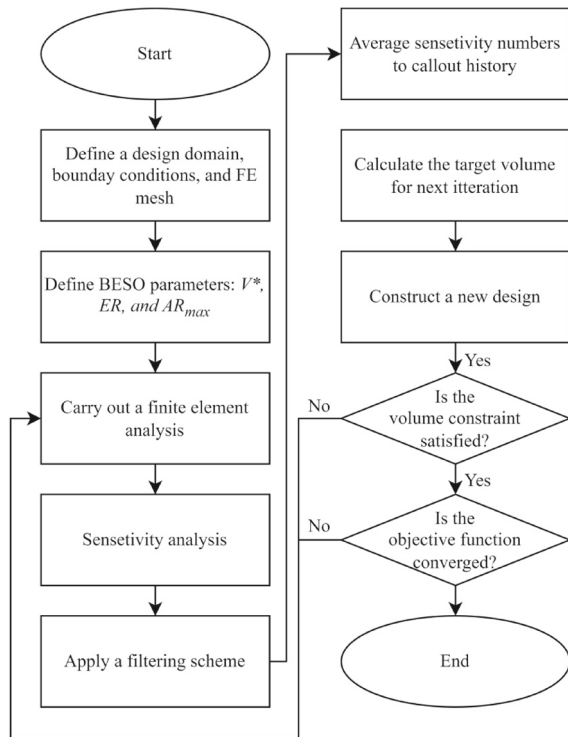 Start
Define a design domain,
bounday conditions, and FE
mesh
Define BESO parameters: V*,
ER, and AR_max
Carry out a finite element
analysis
Sensetivity analysis
Apply a filtering scheme
Average sensetivity numbers
to callout history
Calculate the target volume
for next itteration
Construct a new design
Yes
No
Is the
volume constraint
satisfied?
Yes
No
Is the
objective function
converged?
End